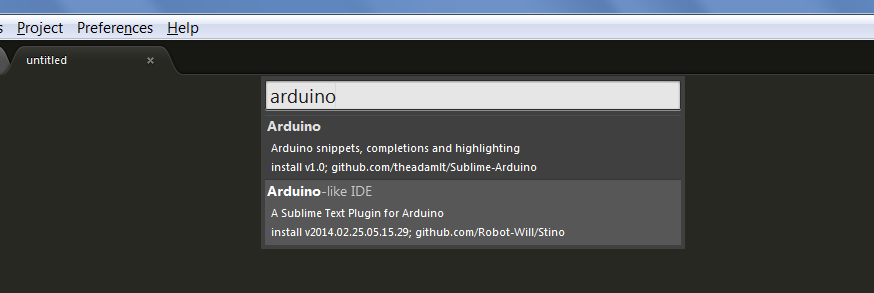 s Project Preferences Help
untitled ×
arduino
Arduino
Arduino snippets, completions and highlighting
install v1.0; github.com/theadamlt/Sublime-Arduino
Arduino-like IDE
A Sublime Text Plugin for Arduino
install v2014.02.25.05.15.29; github.com/Robot-Will/Stino